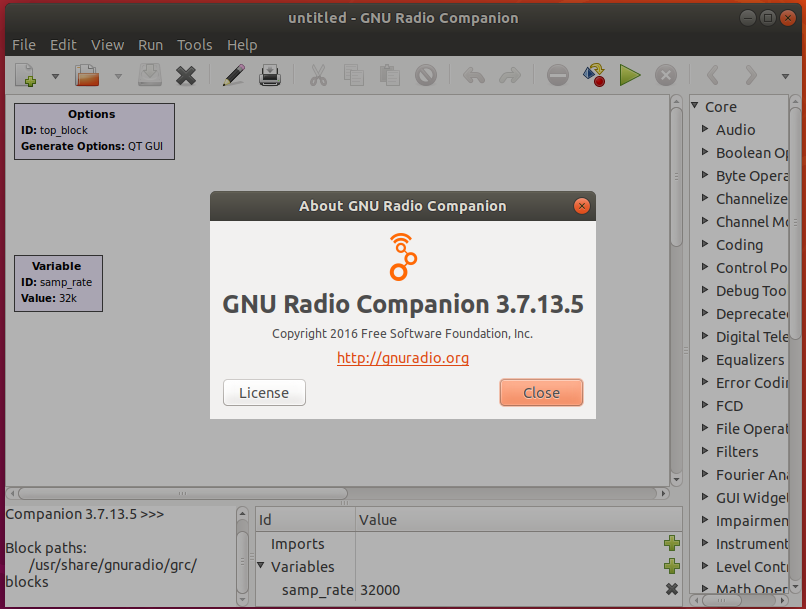 untitled - GNU Radio Companion
File Edit View Run Tools Help
Options
ID: top_block
Generate Options: QT GUI
Variable
ID: samp_rate
Value: 32k
About GNU Radio Companion
GNU Radio Companion 3.7.13.5
Copyright 2016 Free Software Foundation, Inc.
http://gnuradio.org
License
Close
Core
Audio
Boolean Op
Byte Opera
Channelize
Channel Mo
Coding
Control Po
Debug Too
Deprecate
Digital Tele
Equalizers
Error Codin
FCD
File Operat
Filters
Fourier Ana
GUI Widge
Impairmen
Instrument
Level Contr
Math Oper
Companion 3.7.13.5 >>>
Block paths:
/usr/share/gnuradio/grc/
blocks
Id Value
Imports
Variables
samp_rate 32000